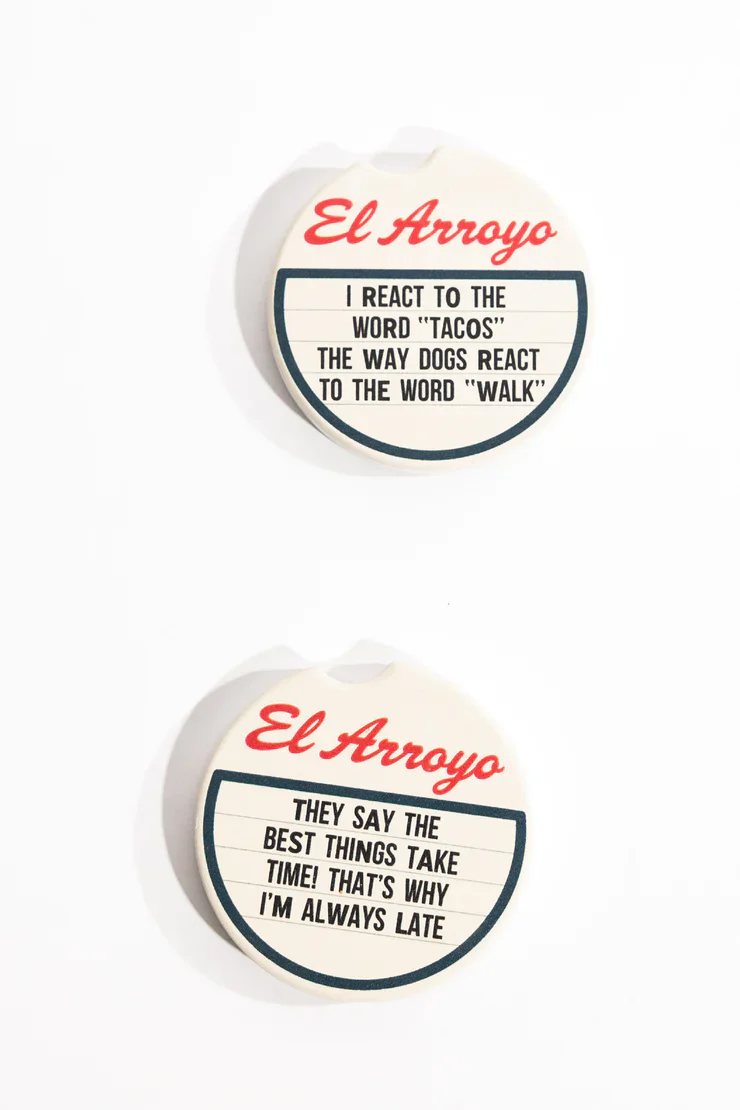 El Arroyo
I REACT TO THE
WORD "TACOS"
THE WAY DOGS REACT
TO THE WORD "WALK"
El Arroyo
THEY SAY THE
BEST THINGS TAKE
TIME! THAT'S WHY
I'M ALWAYS LATE